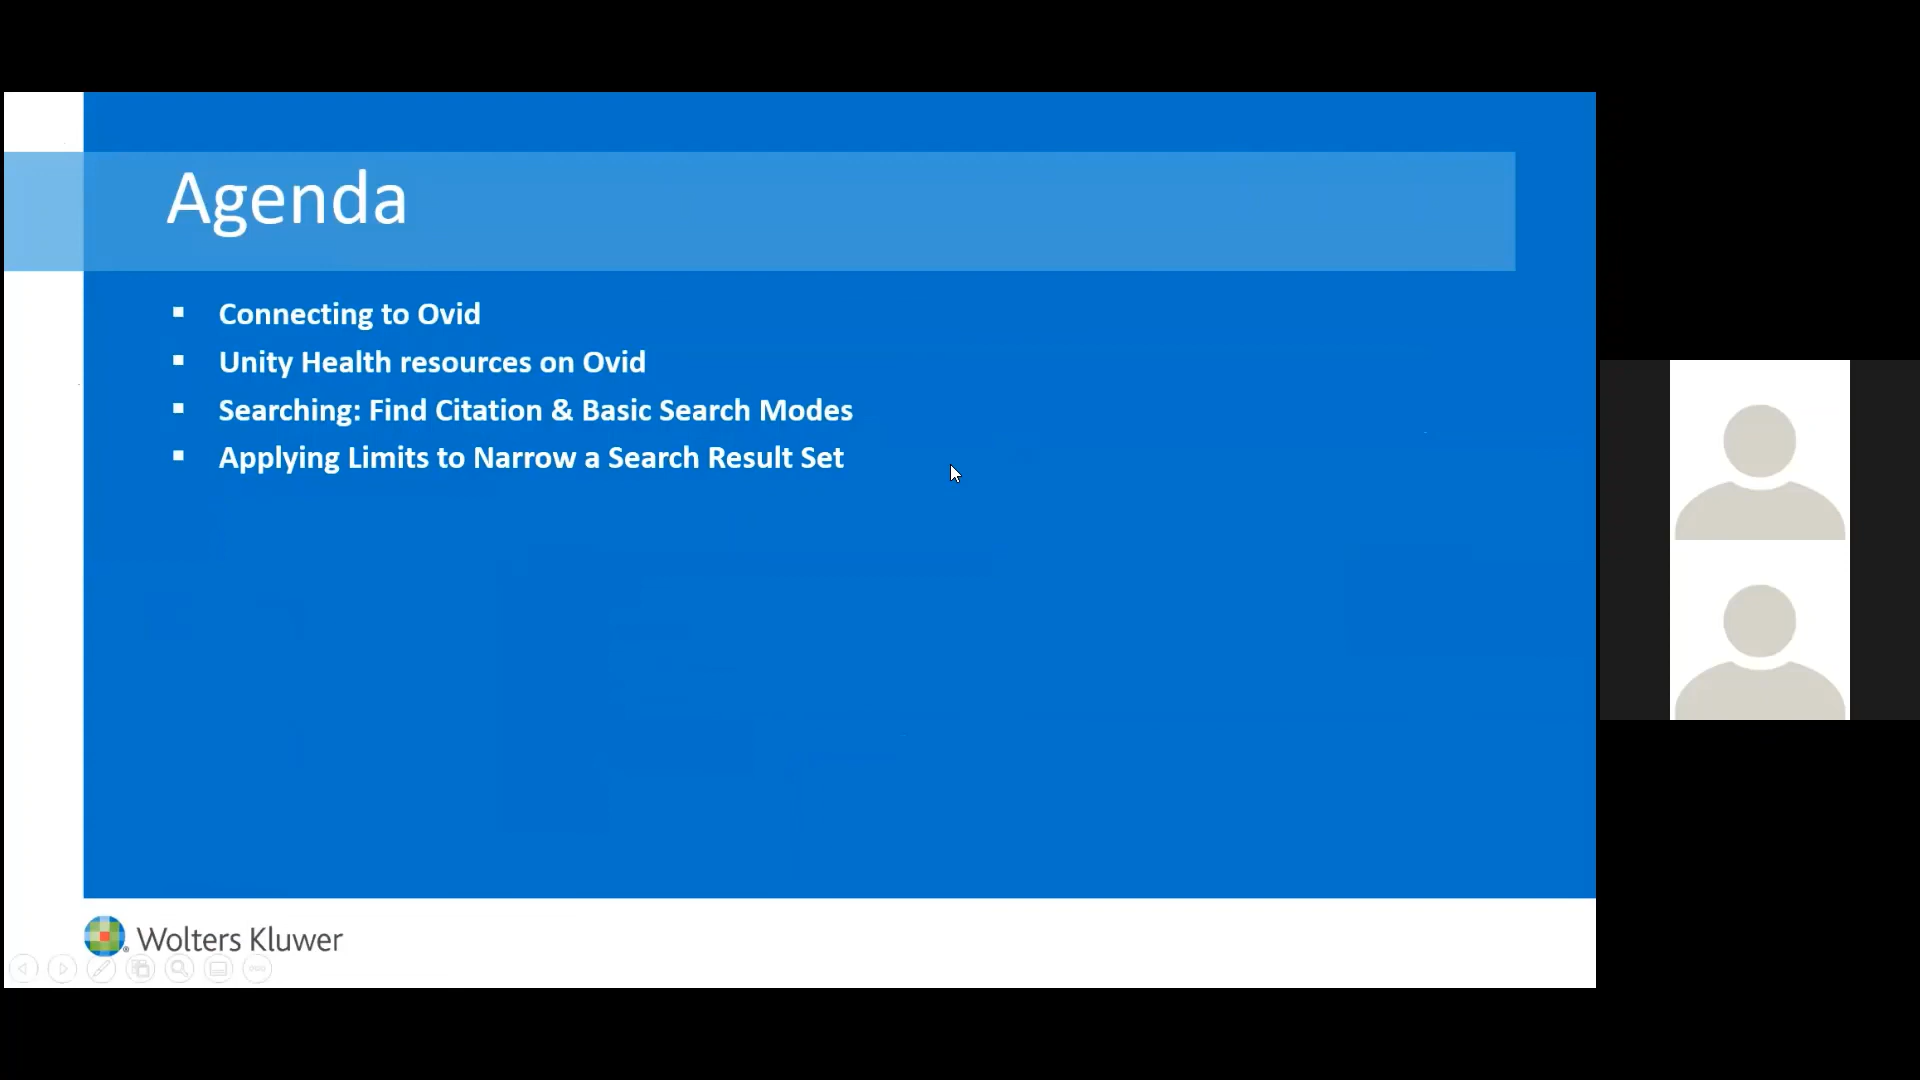 Agenda
▪ Connecting to Ovid
▪ Unity Health resources on Ovid
▪ Searching: Find Citation & Basic Search Modes
▪ Applying Limits to Narrow a Search Result Set
Wolters Kluwer